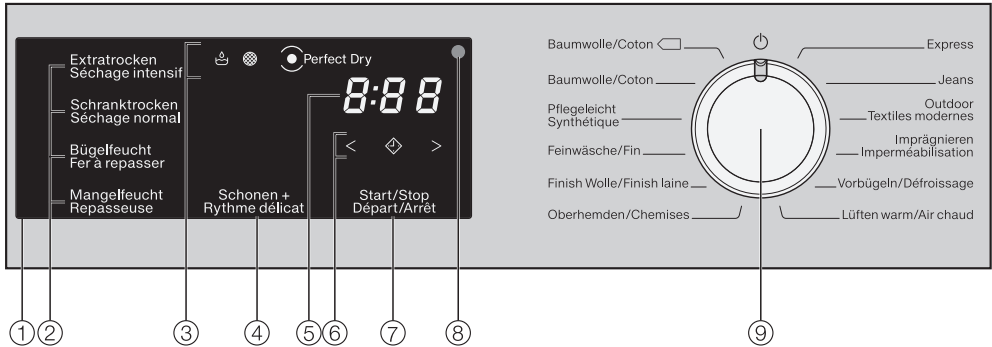 Extratrocken
Séchage intensif
Schranktrocken
Séchage normal
Bügelfeucht
Fer à repasser
Mangelfeucht
Repasseuse
Perfect Dry
8:88
< >
Schonen +
Rythme délicat
Start/Stop
Départ/Arrêt
Baumwolle/Coton
Baumwolle/Coton
Pflegeleicht
Synthétique
Feinwäsche/Fin
Finish Wolle/Finish laine
Oberhemden/Chemises
Express
Jeans
Outdoor
Textiles modernes
Imprägnieren
Imperméabilisation
Vorbügeln/Défroissage
Lüften warm/Air chaud
① ② ③ ④ ⑤ ⑥ ⑦ ⑧ ⑨